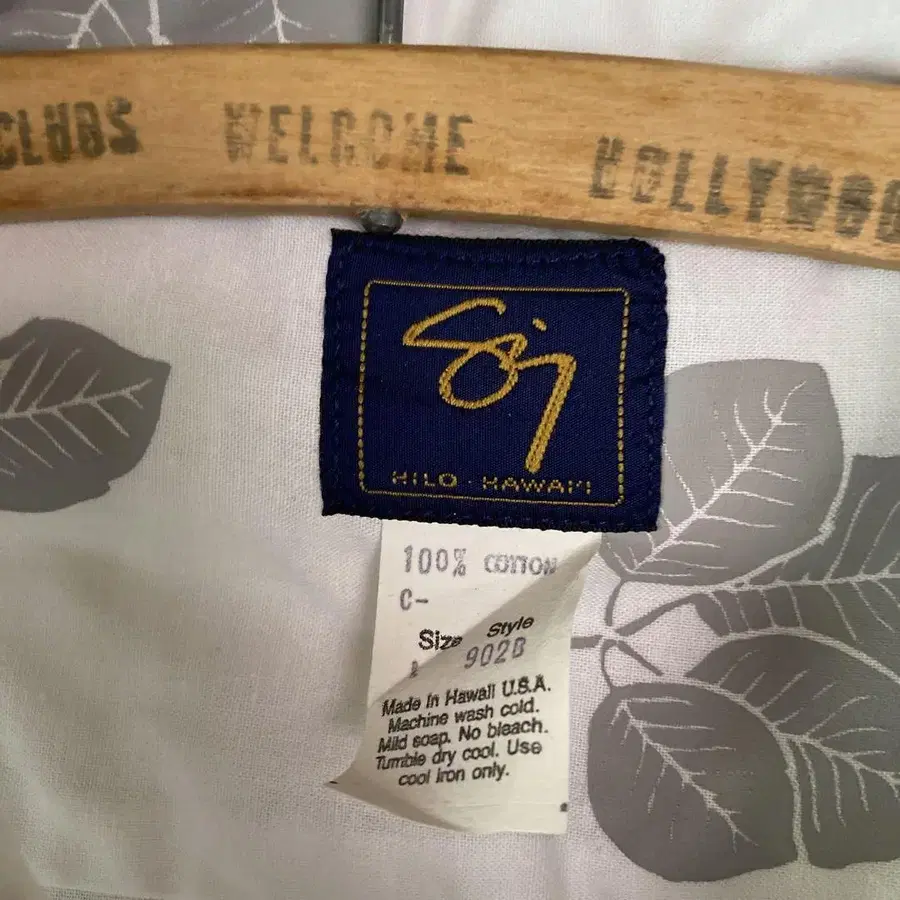 CLUBS WELCOME HOLLYWOO
Sig
HILO · HAWAI'I
100% COTTON
C-
Size Style
902B
Made in Hawaii U.S.A.
Machine wash cold.
Mild soap. No bleach.
Tumble dry cool. Use
cool iron only.